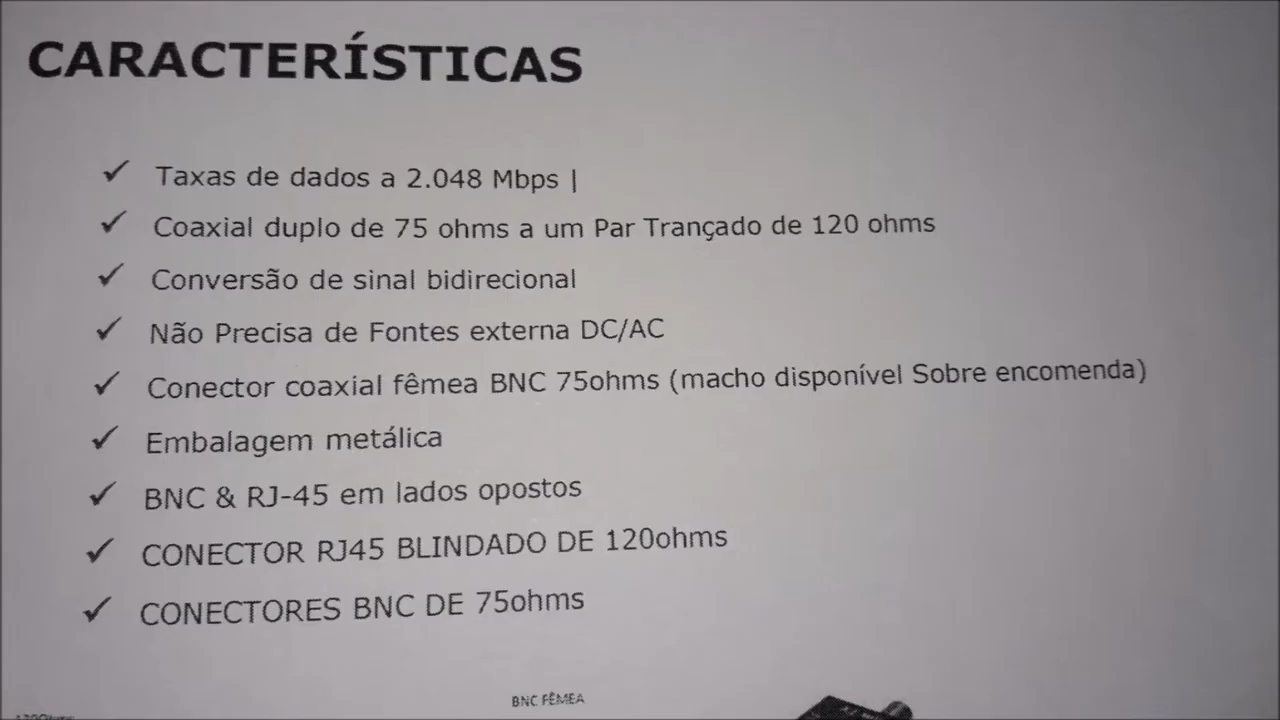 CARACTERÍSTICAS
✓ Taxas de dados a 2.048 Mbps |
✓ Coaxial duplo de 75 ohms a um Par Trançado de 120 ohms
✓ Conversão de sinal bidirecional
✓ Não Precisa de Fontes externa DC/AC
✓ Conector coaxial fêmea BNC 75ohms (macho disponível Sobre encomenda)
✓ Embalagem metálica
✓ BNC & RJ-45 em lados opostos
✓ CONECTOR RJ45 BLINDADO DE 120ohms
✓ CONECTORES BNC DE 75ohms
BNC FÊMEA